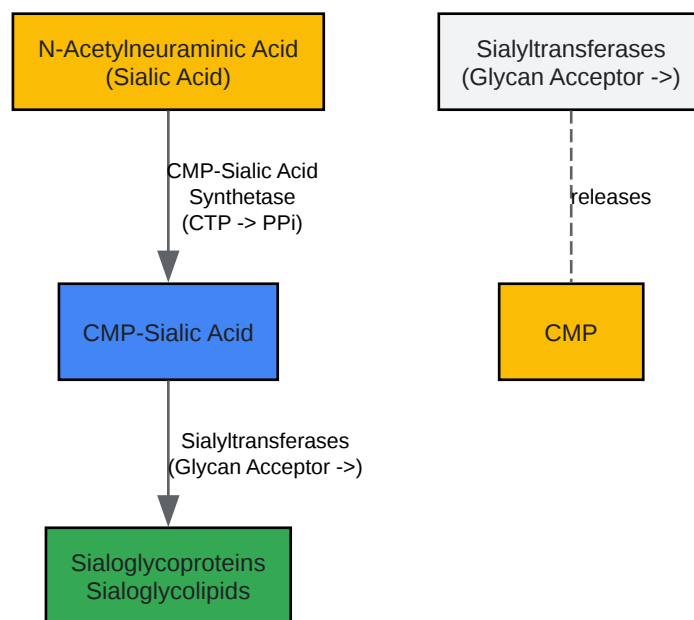 N-Acetylneuraminic Acid
(Sialic Acid)
Sialyltransferases
(Glycan Acceptor ->)
CMP-Sialic Acid
Synthetase
(CTP -> PPi)
releases
CMP-Sialic Acid
CMP
Sialyltransferases
(Glycan Acceptor ->)
Sialoglycoproteins
Sialoglycolipids